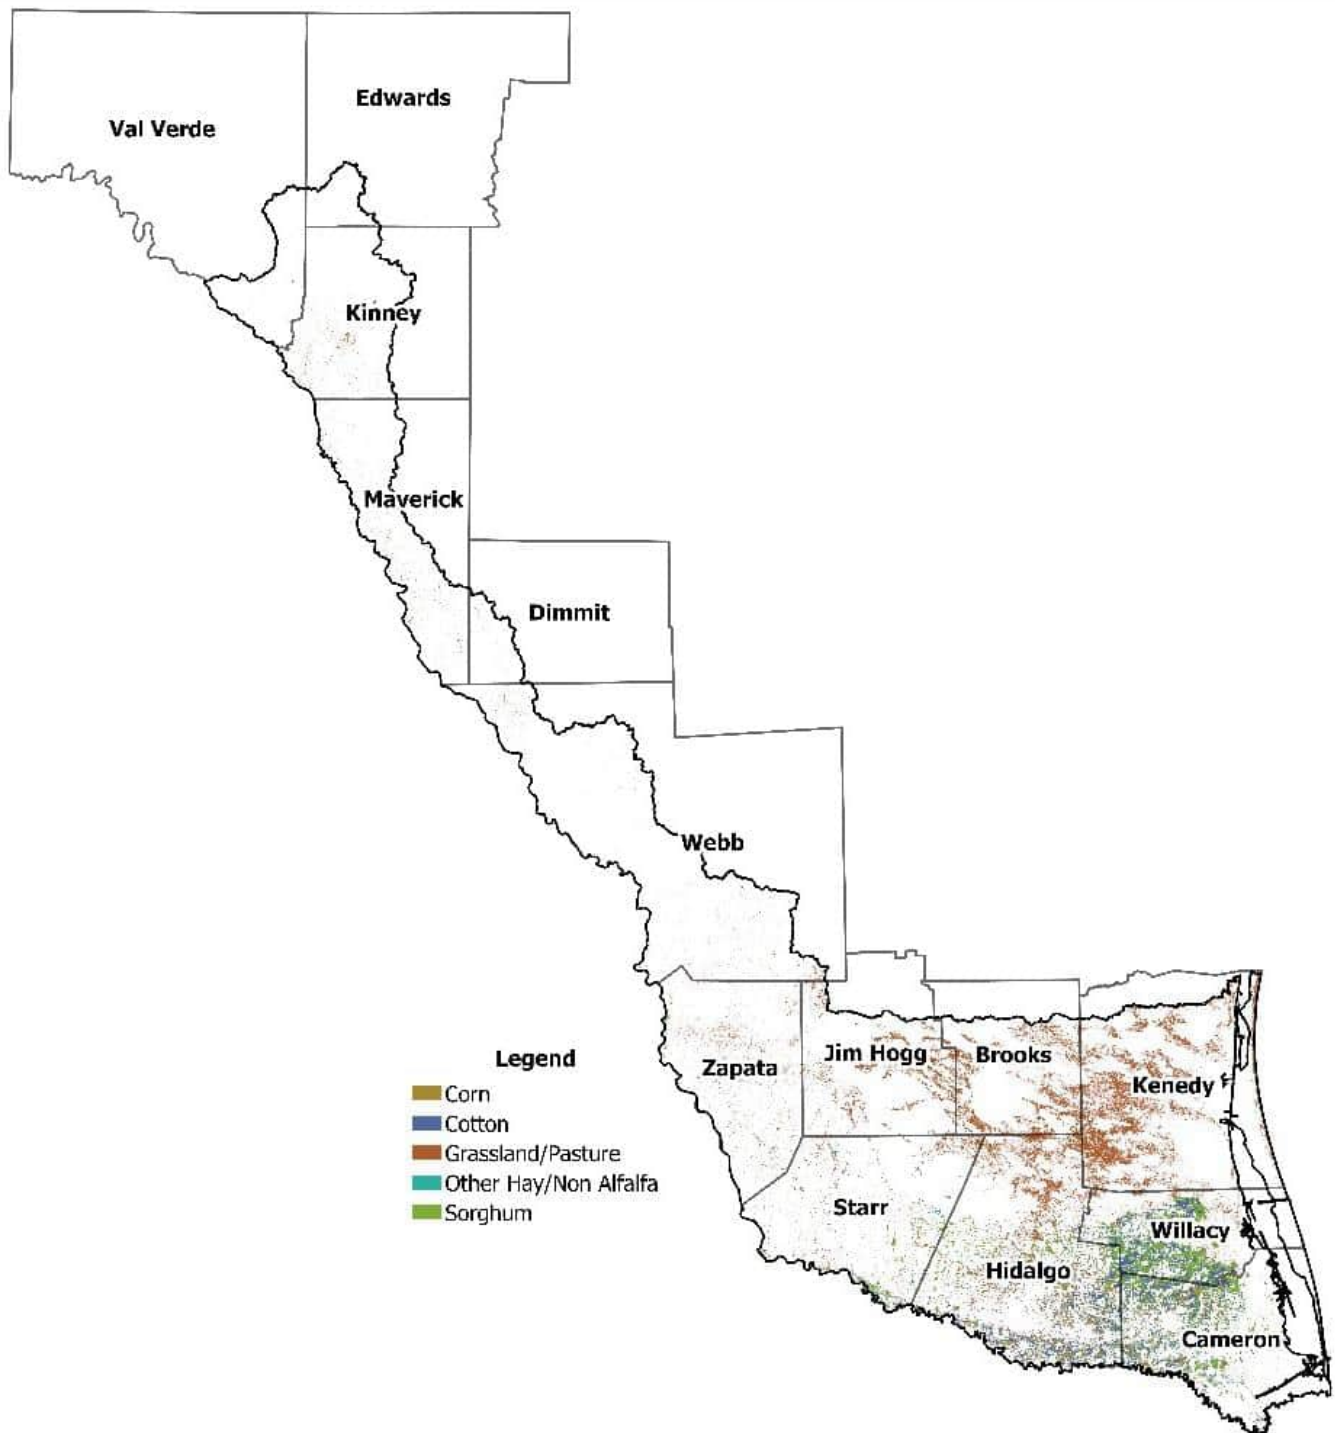 Edwards
Val Verde
Kinney
Maverick
Dimmit
Webb
Jim Hogg
Brooks
Zapata
Kenedy
Legend
Corn
Cotton
Grassland/Pasture
Other Hay/Non Alfalfa
Sorghum
Starr
Willacy
Hidalgo
Cameron